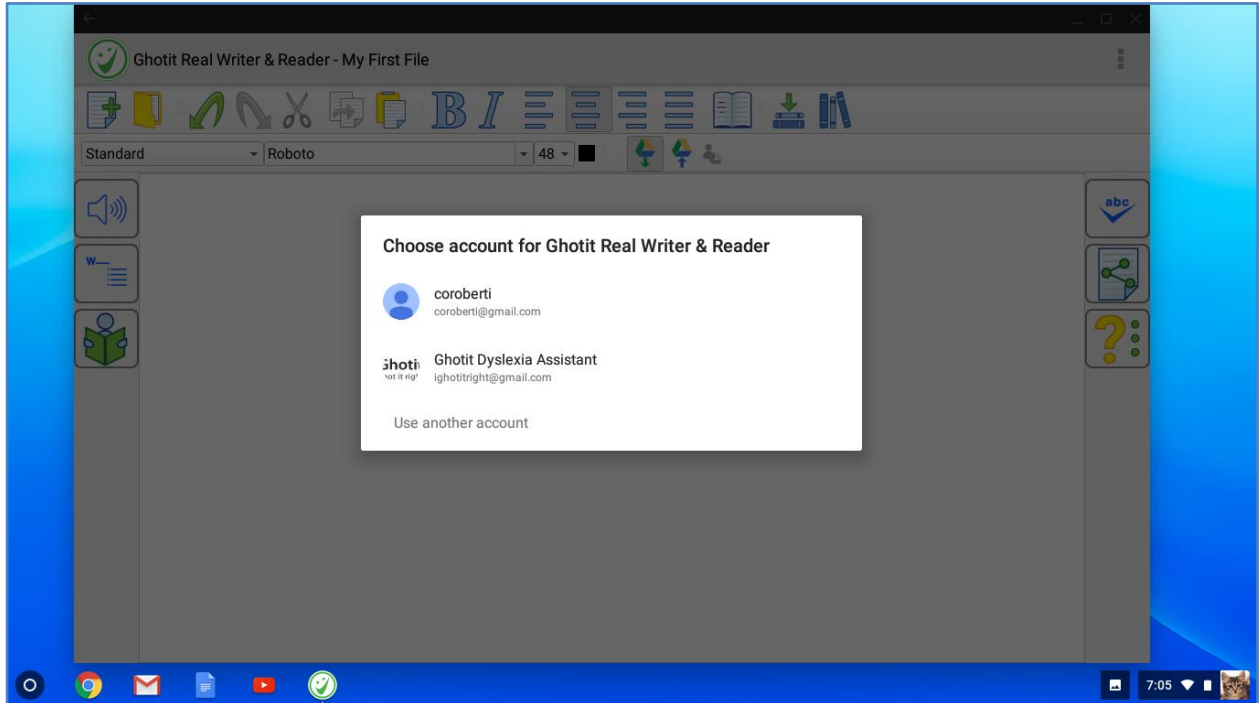 Ghotit Real Writer & Reader - My First File
B I
Standard Roboto 48
abc
W
Choose account for Ghotit Real Writer & Reader
coroberti
coroberti@gmail.com
Ghotit Dyslexia Assistant
ighotitright@gmail.com
Use another account
7:05